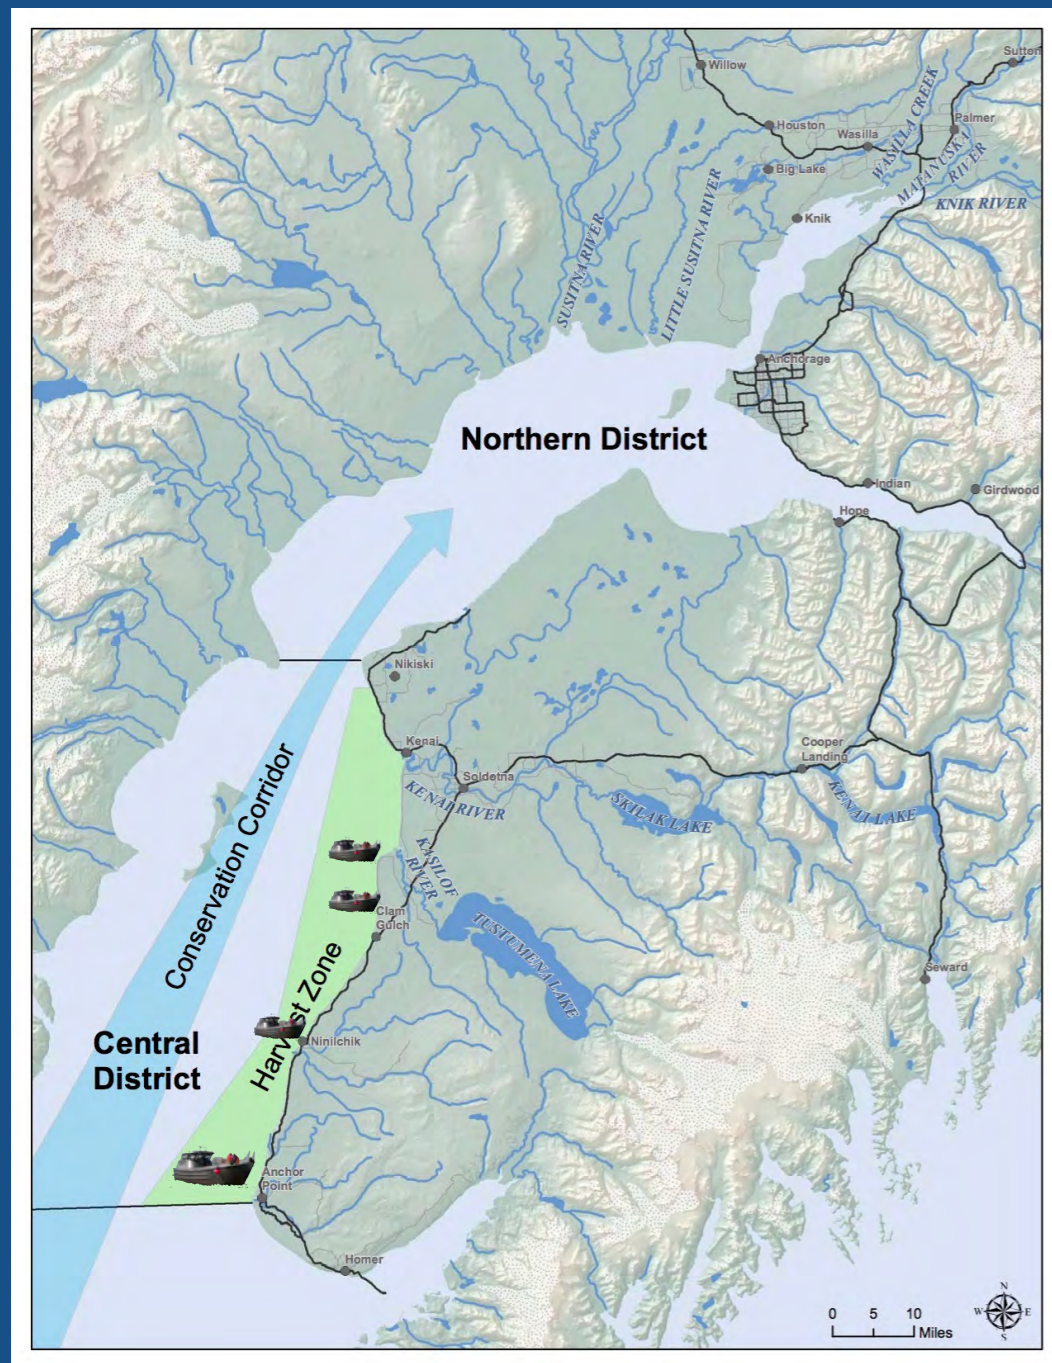 Sutton
Willow
Houston
Palmer
Wasilla
WASILLA CREEK
MATANUSKA
RIVER
Big Lake
KNIK RIVER
Knik
SUSITNA RIVER
LITTLE SUSITNA RIVER
Anchorage
Northern District
Indian
Girdwood
Hope
Nikiski
Kenai
Cooper
Landing
Soldotna
KENAI RIVER
SKILAK LAKE
KENAI LAKE
Conservation Corridor
KASILOF
RIVER
Clam
Gulch
TUSTUMENA LAKE
Seward
Harvest Zone
Ninilchik
Central
District
Anchor
Point
Homer
N
W E
S
0 5 10
Miles